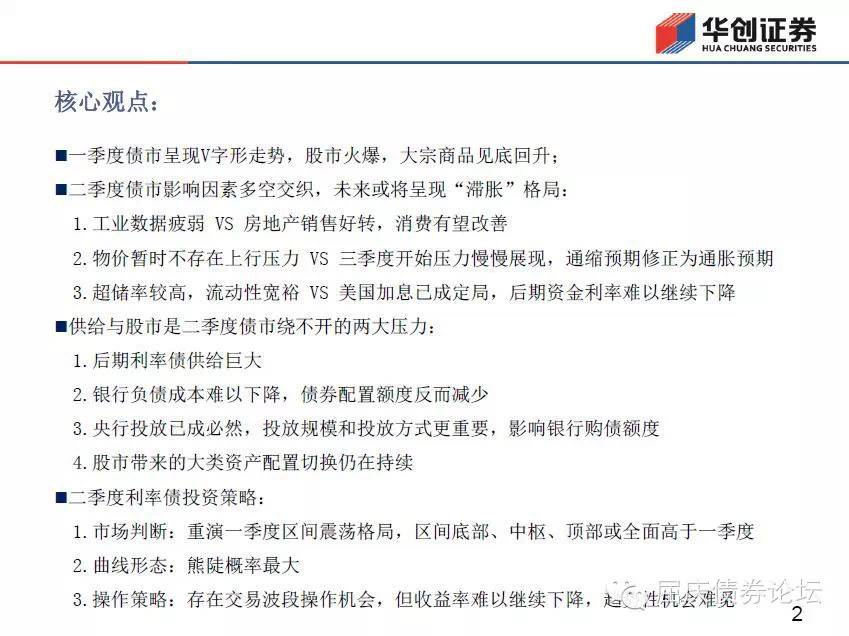 华创证券
HUA CHUANG SECURITIES
核心观点：
■一季度债市呈现V字形走势，股市火爆，大宗商品见底回升；
■二季度债市影响因素多空交织，未来或将呈现“滞胀”格局：
1.工业数据疲弱 VS 房地产销售好转，消费有望改善
2.物价暂时不存在上行压力 VS 三季度开始压力慢慢展现，通缩预期修正为通胀预期
3.超储率较高，流动性宽裕 VS 美国加息已成定局，后期资金利率难以继续下降
■供给与股市是二季度债市绕不开的两大压力：
1.后期利率债供给巨大
2.银行负债成本难以下降，债券配置额度反而减少
3.央行投放已成必然，投放规模和投放方式更重要，影响银行购债额度
4.股市带来的大类资产配置切换仍在持续
■二季度利率债投资策略：
1.市场判断：重演一季度区间震荡格局，区间底部、中枢、顶部或全面高于一季度
2.曲线形态：熊陡概率最大
3.操作策略：存在交易波段操作机会，但收益率难以继续下降，趋 性机会难见
屈庆债券论坛
2